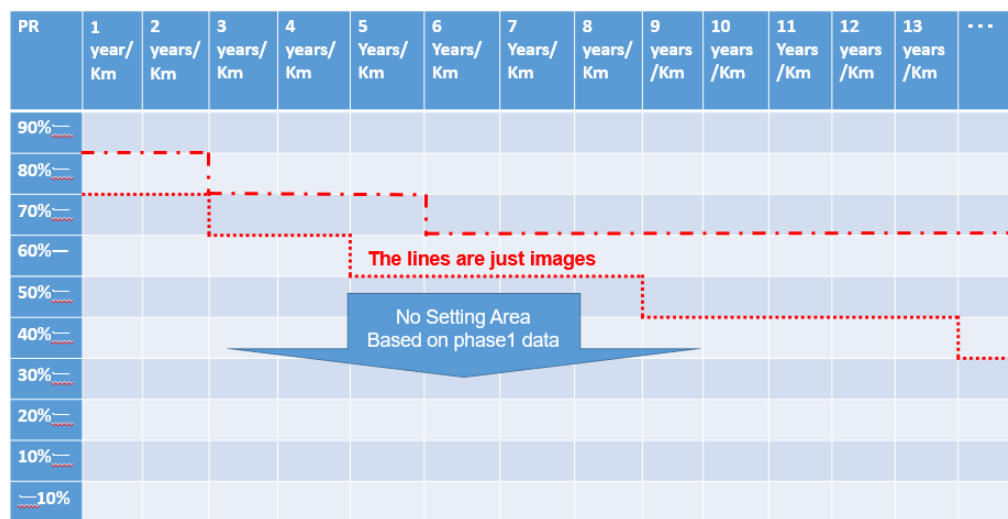 PR
1 year/ Km
2 years/ Km
3 years/ Km
4 years/ Km
5 Years/ Km
6 Years/ Km
7 Years/ Km
8 years/ Km
9 years /Km
10 years /Km
11 Years /Km
12 years /Km
13 years /Km
・・・
90%~
80%~
70%~
60%~
The lines are just images
50%~
No Setting Area
Based on phase1 data
40%~
30%~
20%~
10%~
~10%